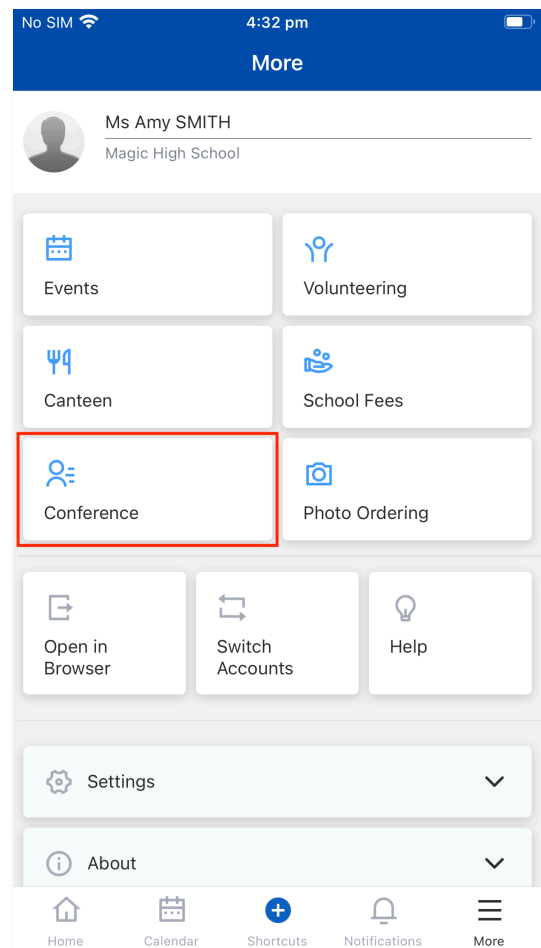 No SIM 4:32 pm
More
Ms Amy SMITH
Magic High School
Events
Volunteering
Canteen
School Fees
Conference
Photo Ordering
Open in
Browser
Switch
Accounts
Help
Settings
About
Home Calendar Shortcuts Notifications More